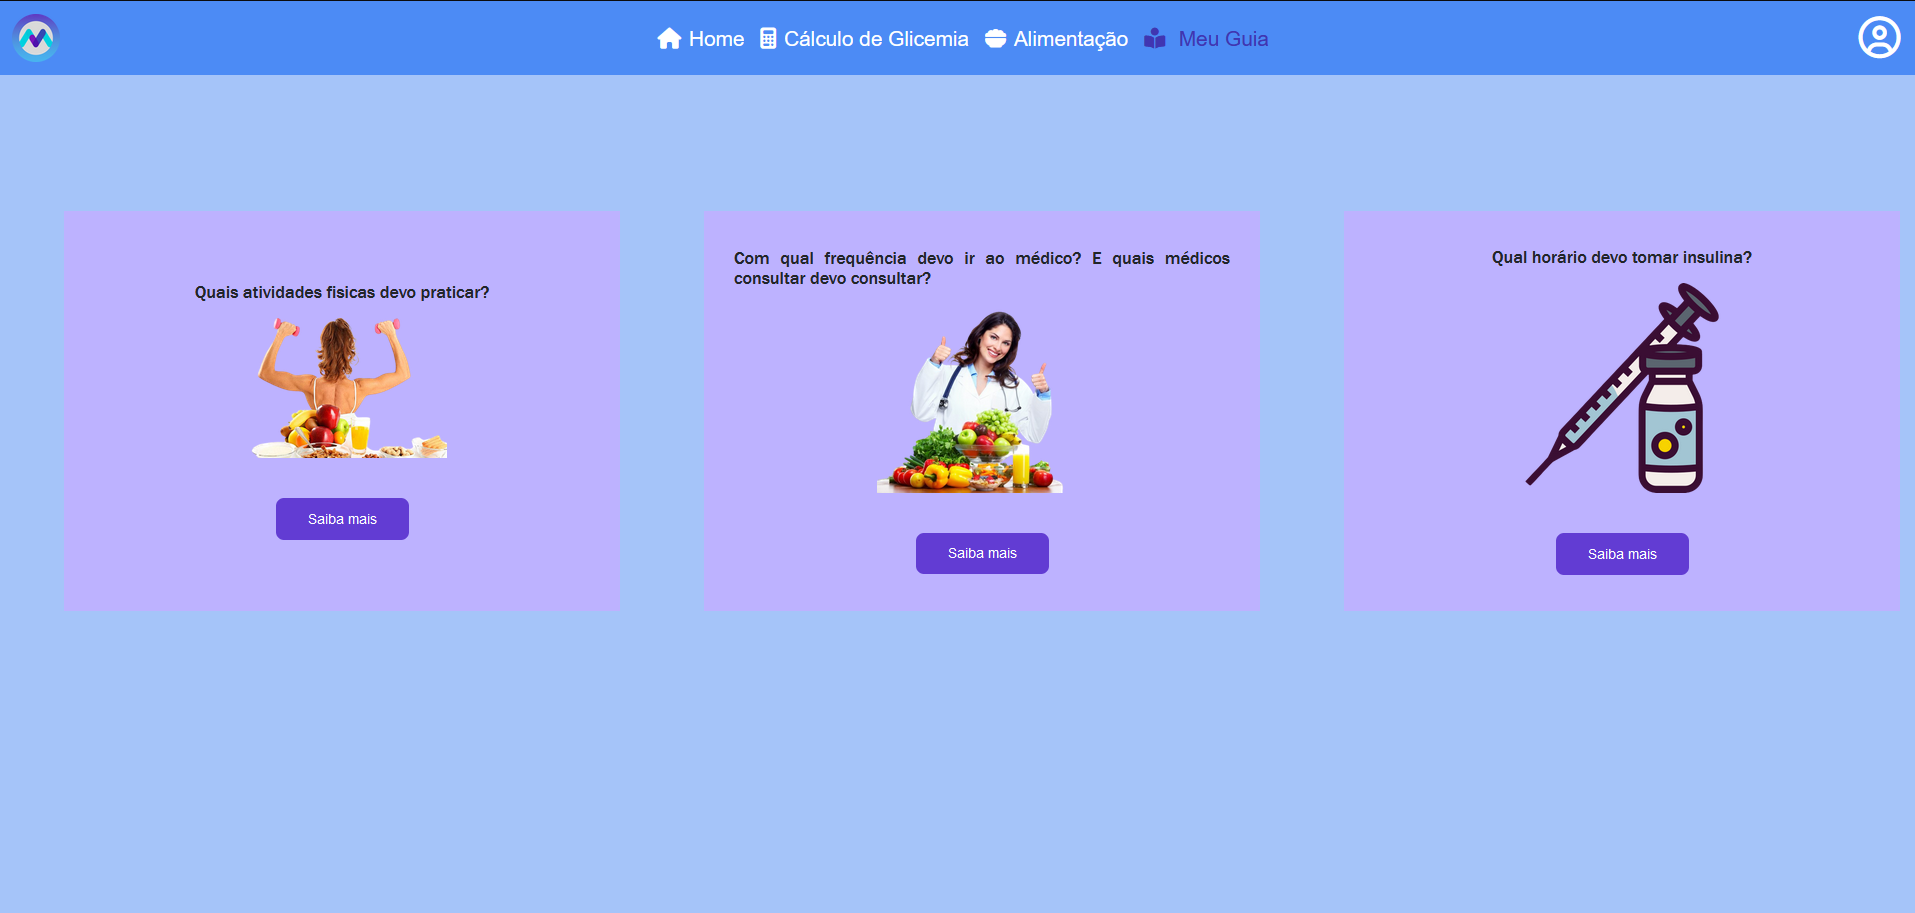 Home Cálculo de Glicemia Alimentação Meu Guia
Quais atividades fisicas devo praticar?
Saiba mais
Com qual frequência devo ir ao médico? E quais médicos
consultar devo consultar?
Saiba mais
Qual horário devo tomar insulina?
Saiba mais